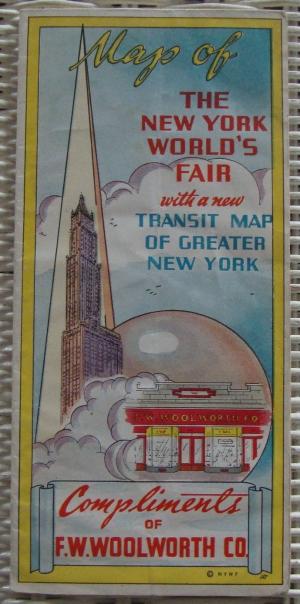 Map of
THE
NEW YORK
WORLD'S
FAIR
with a new
TRANSIT MAP
OF GREATER
NEW YORK
F.W. WOOLWORTH CO.
Compliments
OF
F.W. WOOLWORTH CO.
© NYWF